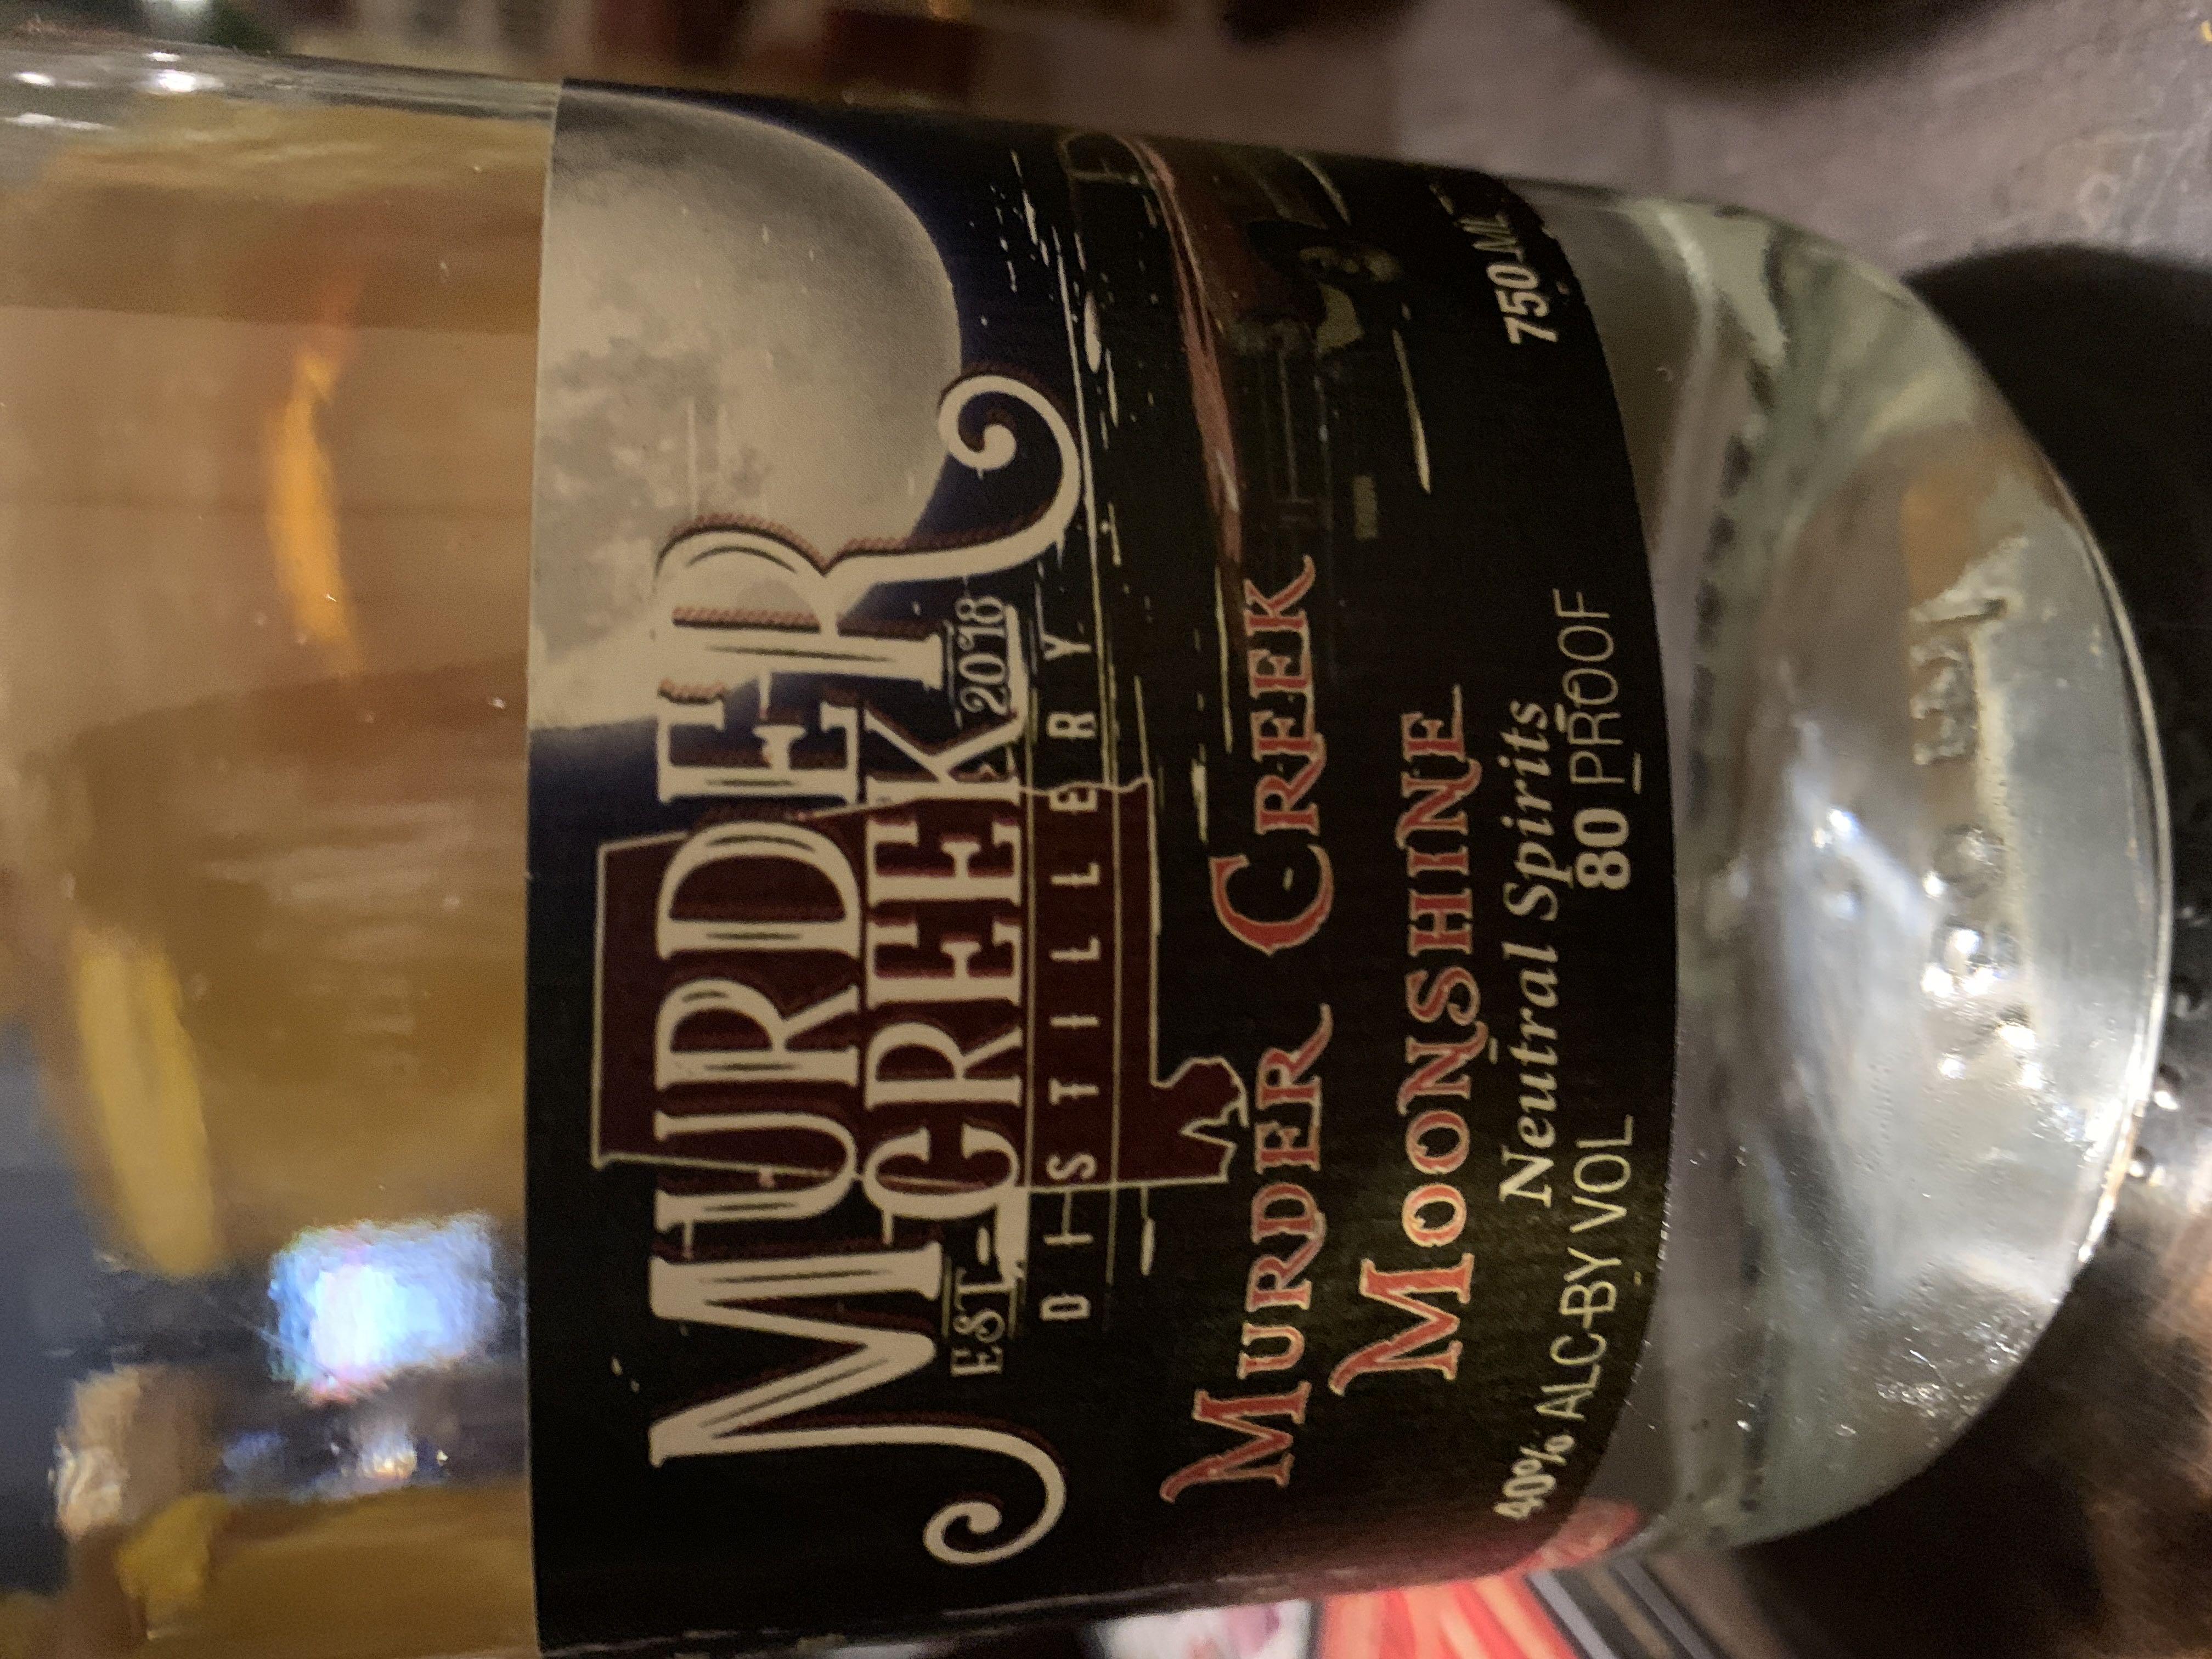 MURDER
CREEK
EST. 2018
DISTILLERY
MURDER CREEK
MOONSHINE
Neutral Spirits
40% ALC BY VOL 80 PROOF 750 ML